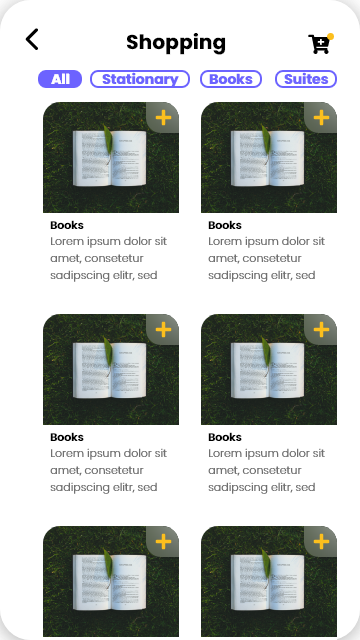 Shopping
All
Stationary
Books
Suites
Books
Lorem ipsum dolor sit
amet, consetetur
sadipscing elitr, sed
Books
Lorem ipsum dolor sit
amet, consetetur
sadipscing elitr, sed
Books
Lorem ipsum dolor sit
amet, consetetur
sadipscing elitr, sed
Books
Lorem ipsum dolor sit
amet, consetetur
sadipscing elitr, sed